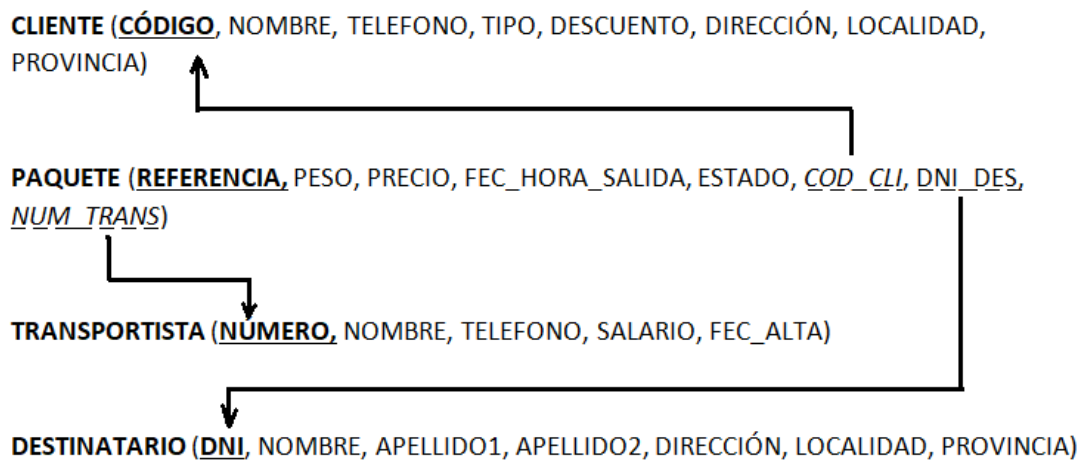 CLIENTE (CÓDIGO, NOMBRE, TELEFONO, TIPO, DESCUENTO, DIRECCIÓN, LOCALIDAD,
PROVINCIA)
PAQUETE (REFERENCIA, PESO, PRECIO, FEC_HORA_SALIDA, ESTADO, COD_CLI, DNI_DES,
NUM_TRANS)
TRANSPORTISTA (NÚMERO, NOMBRE, TELEFONO, SALARIO, FEC_ALTA)
DESTINATARIO (DNI, NOMBRE, APELLIDO1, APELLIDO2, DIRECCIÓN, LOCALIDAD, PROVINCIA)